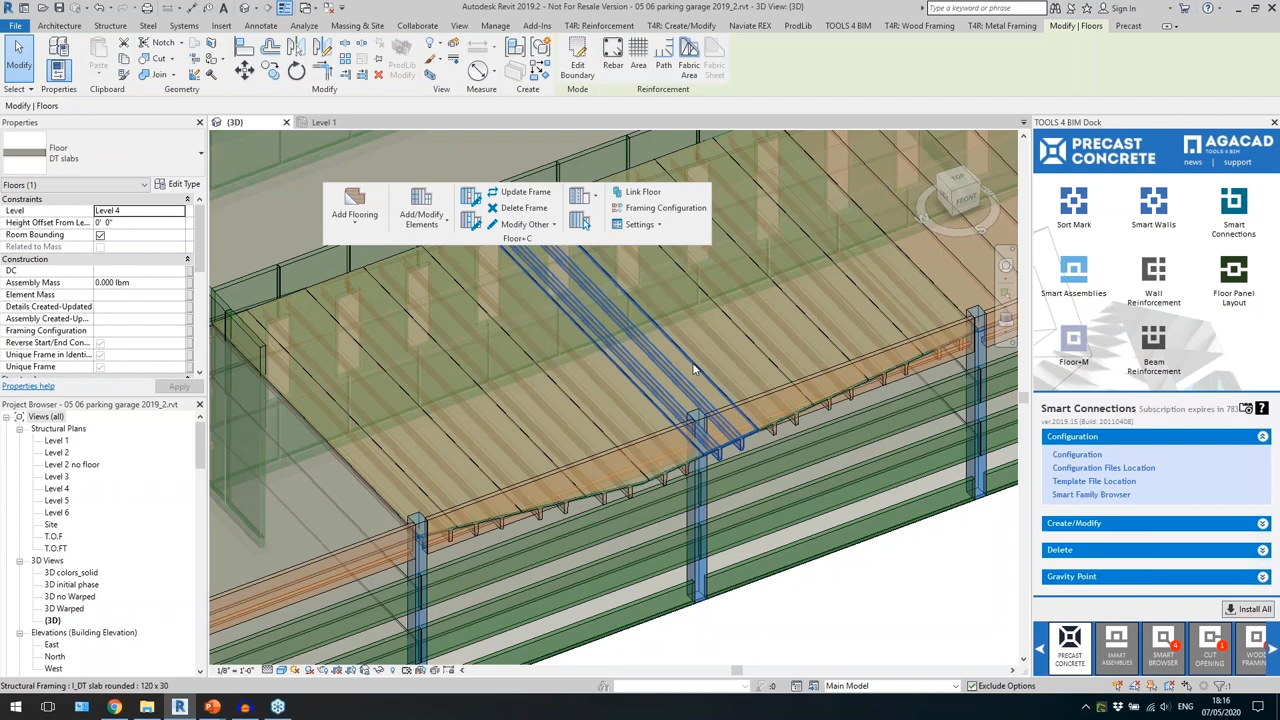 Autodesk Revit 2019.2 - Not For Resale Version - 05 06 parking garage 2019_2.rvt - 3D View: {3D}
Type a keyword or phrase
Sign In
File
Architecture
Structure
Steel
Systems
Insert
Annotate
Analyze
Massing & Site
Collaborate
View
Manage
Add-Ins
T4R: Reinforcement
T4R: Create/Modify
Naviate REX
ProdLib
TOOLS 4 BIM
T4R: Wood Framing
T4R: Metal Framing
Modify | Floors
Precast
Modify
Properties
Paste
Notch
Cut
Join
ProdLib Modify
Edit Boundary
Rebar
Area
Path
Fabric Area
Fabric Sheet
Select
Properties
Clipboard
Geometry
Modify
View
Measure
Create
Mode
Reinforcement
Modify | Floors
Properties
{3D}
Level 1
TOOLS 4 BIM Dock
Floor
DT slabs
Floors (1)
Edit Type
Constraints
Level
Level 4
Height Offset From Le...
0' 0"
Room Bounding
Related to Mass
Construction
DC
Assembly Mass
0.000 lbm
Element Mass
Details Created-Updated
Assembly Created-Up...
Framing Configuration
Reverse Start/End Con...
Unique Frame in Identi...
Unique Frame
Properties help
Apply
Project Browser - 05 06 parking garage 2019_2.rvt
Views (all)
Structural Plans
Level 1
Level 2
Level 2 no floor
Level 3
Level 4
Level 5
Level 6
Site
T.O.F
T.O.FT
3D Views
3D colors_solid
3D initial phase
3D no Warped
3D Warped
{3D}
Elevations (Building Elevation)
East
North
West
Add Flooring
Add/Modify Elements
Update Frame
Delete Frame
Modify Other
Link Floor
Framing Configuration
Settings
Floor+C
TOP
FRONT
PRECAST CONCRETE
AGACAD
TOOLS 4 BIM
news | support
Sort Mark
Smart Walls
Smart Connections
Smart Assemblies
Wall Reinforcement
Floor Panel Layout
Floor+M
Beam Reinforcement
Smart Connections
Subscription expires in 783
ver.2019.15 (Build: 20110408)
Configuration
Configuration
Configuration Files Location
Template File Location
Smart Family Browser
Create/Modify
Delete
Gravity Point
Install All
PRECAST CONCRETE
SMART ASSEMBLIES
SMART BROWSER
4
CUT OPENING
1
WOOD FRAMIN
1/8" = 1'-0"
Structural Framing : I_DT slab rounded : 120 x 30
:0
Main Model
Exclude Options
:1
ENG
18:16
07/05/2020